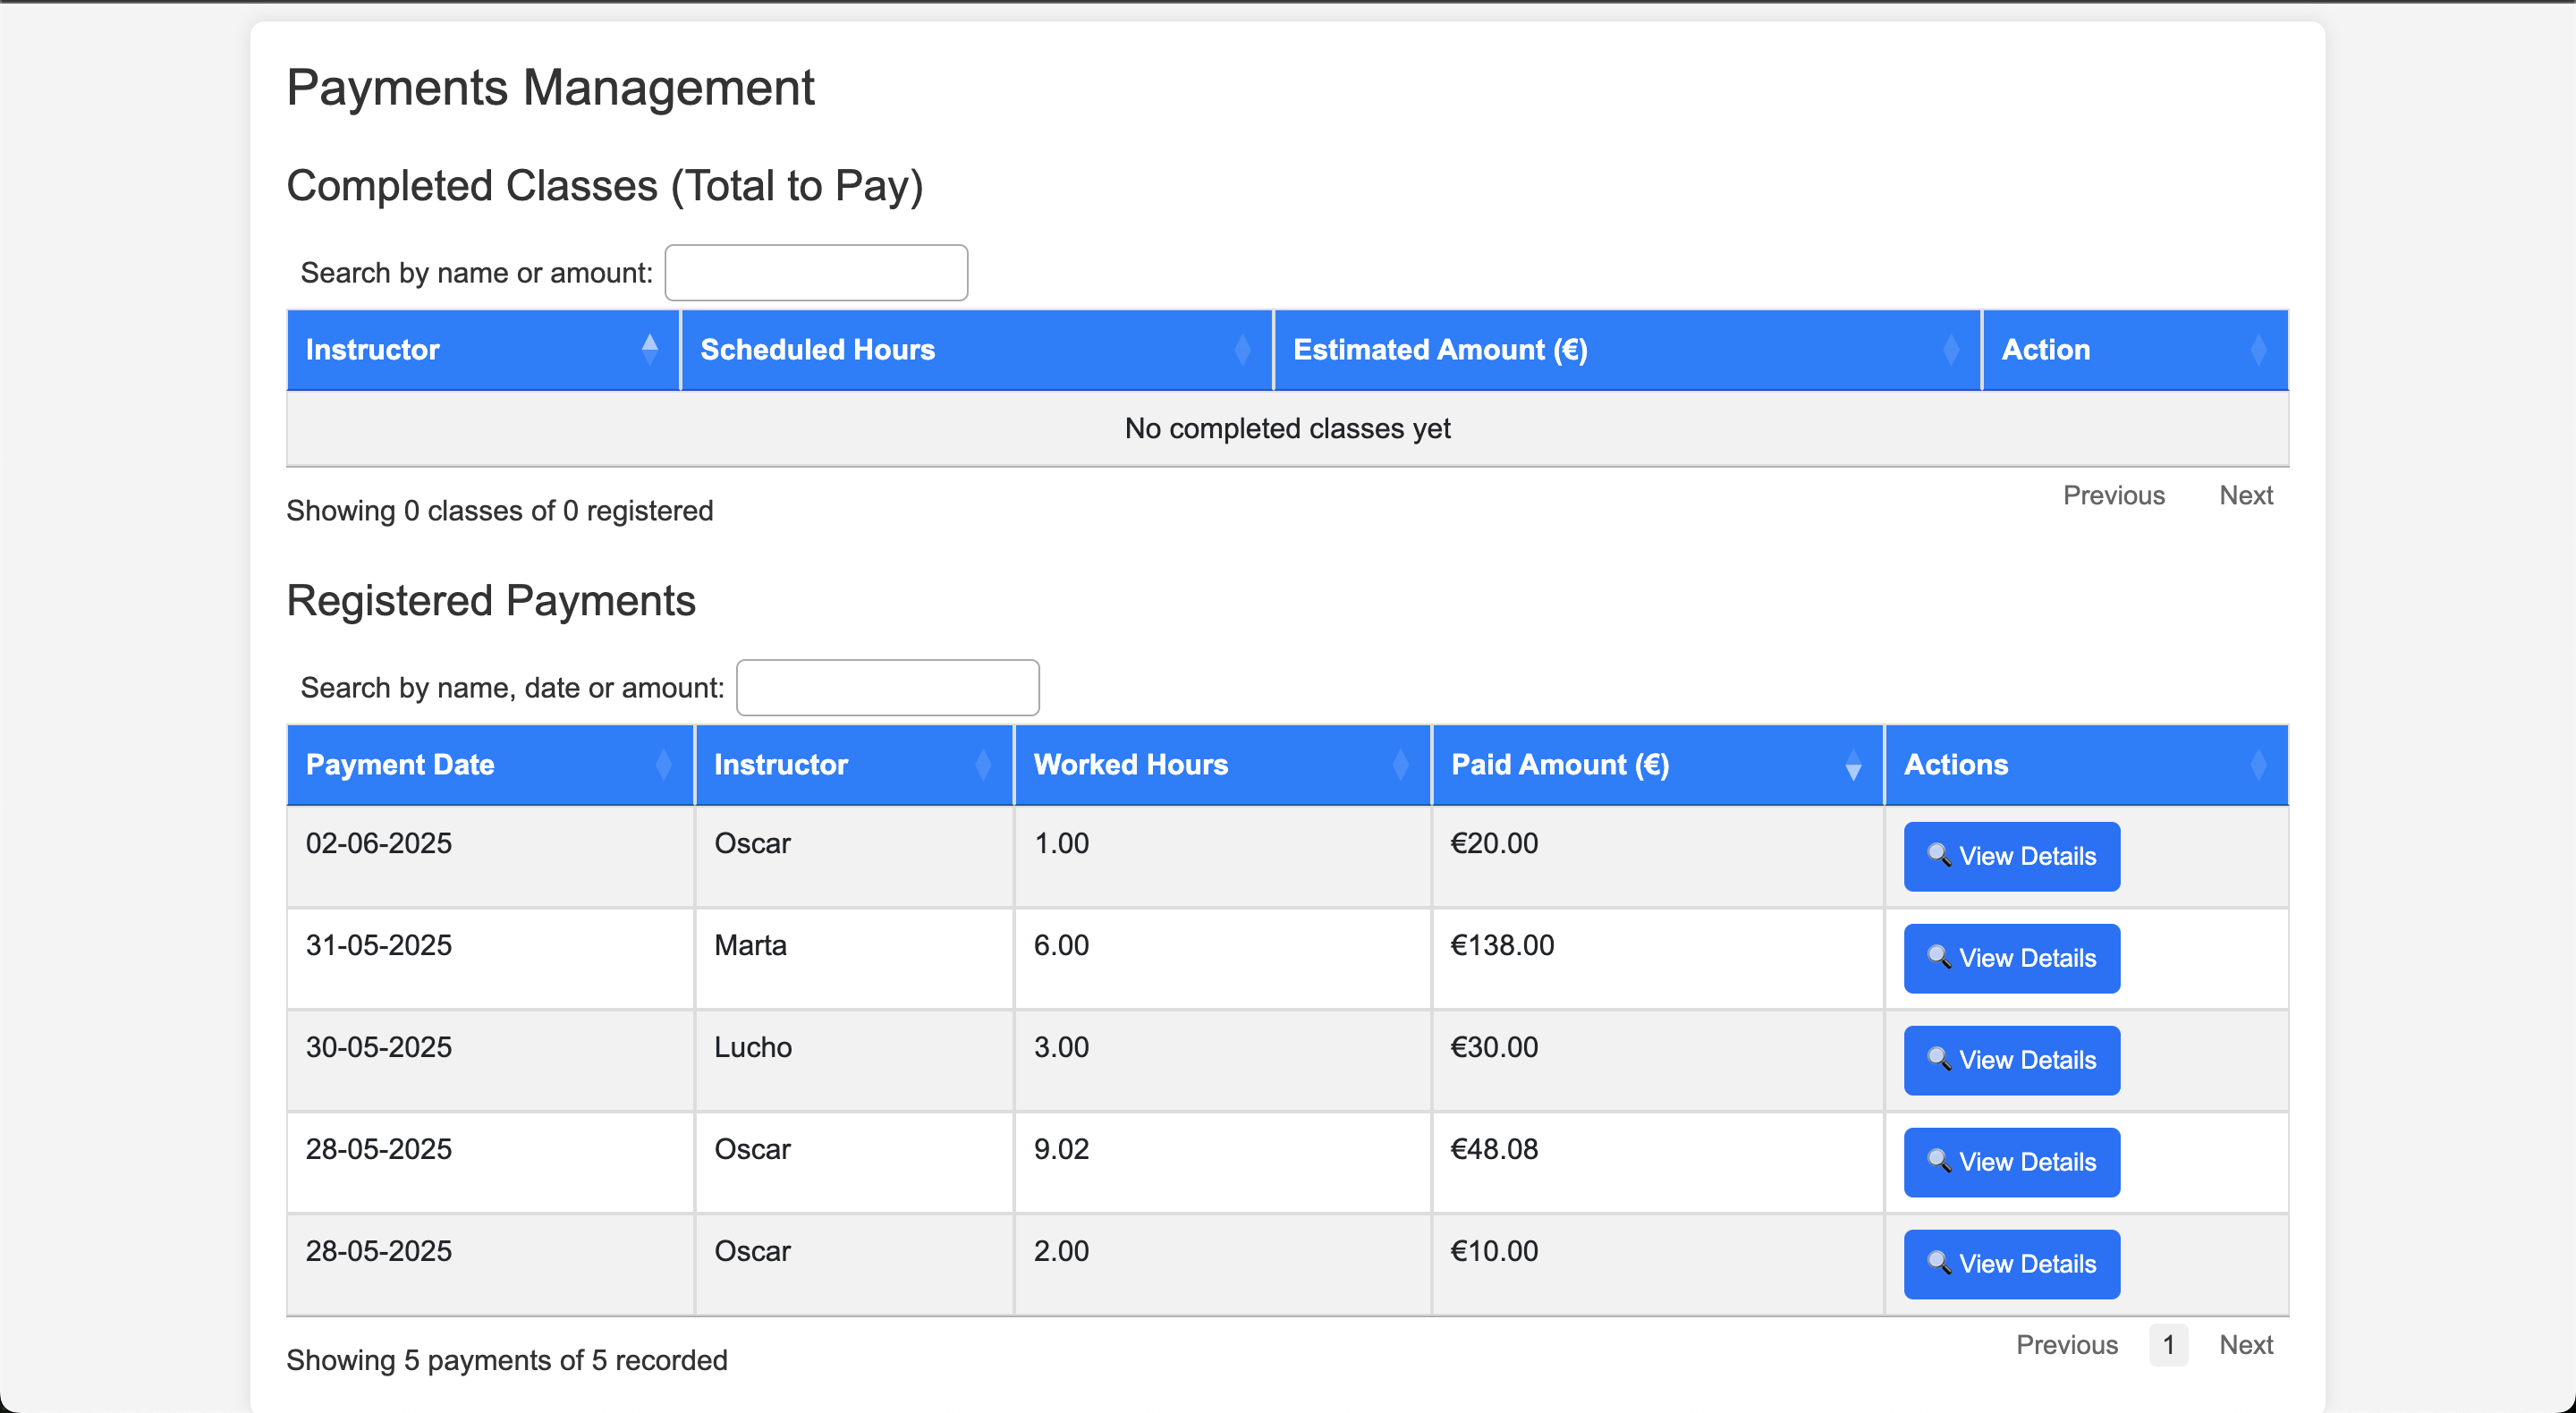 Payments Management
Completed Classes (Total to Pay)
Search by name or amount:
Instructor Scheduled Hours Estimated Amount (€) Action
No completed classes yet
Showing 0 classes of 0 registered Previous Next
Registered Payments
Search by name, date or amount:
Payment Date Instructor Worked Hours Paid Amount (€) Actions
02-06-2025 Oscar 1.00 €20.00 View Details
31-05-2025 Marta 6.00 €138.00 View Details
30-05-2025 Lucho 3.00 €30.00 View Details
28-05-2025 Oscar 9.02 €48.08 View Details
28-05-2025 Oscar 2.00 €10.00 View Details
Showing 5 payments of 5 recorded Previous 1 Next